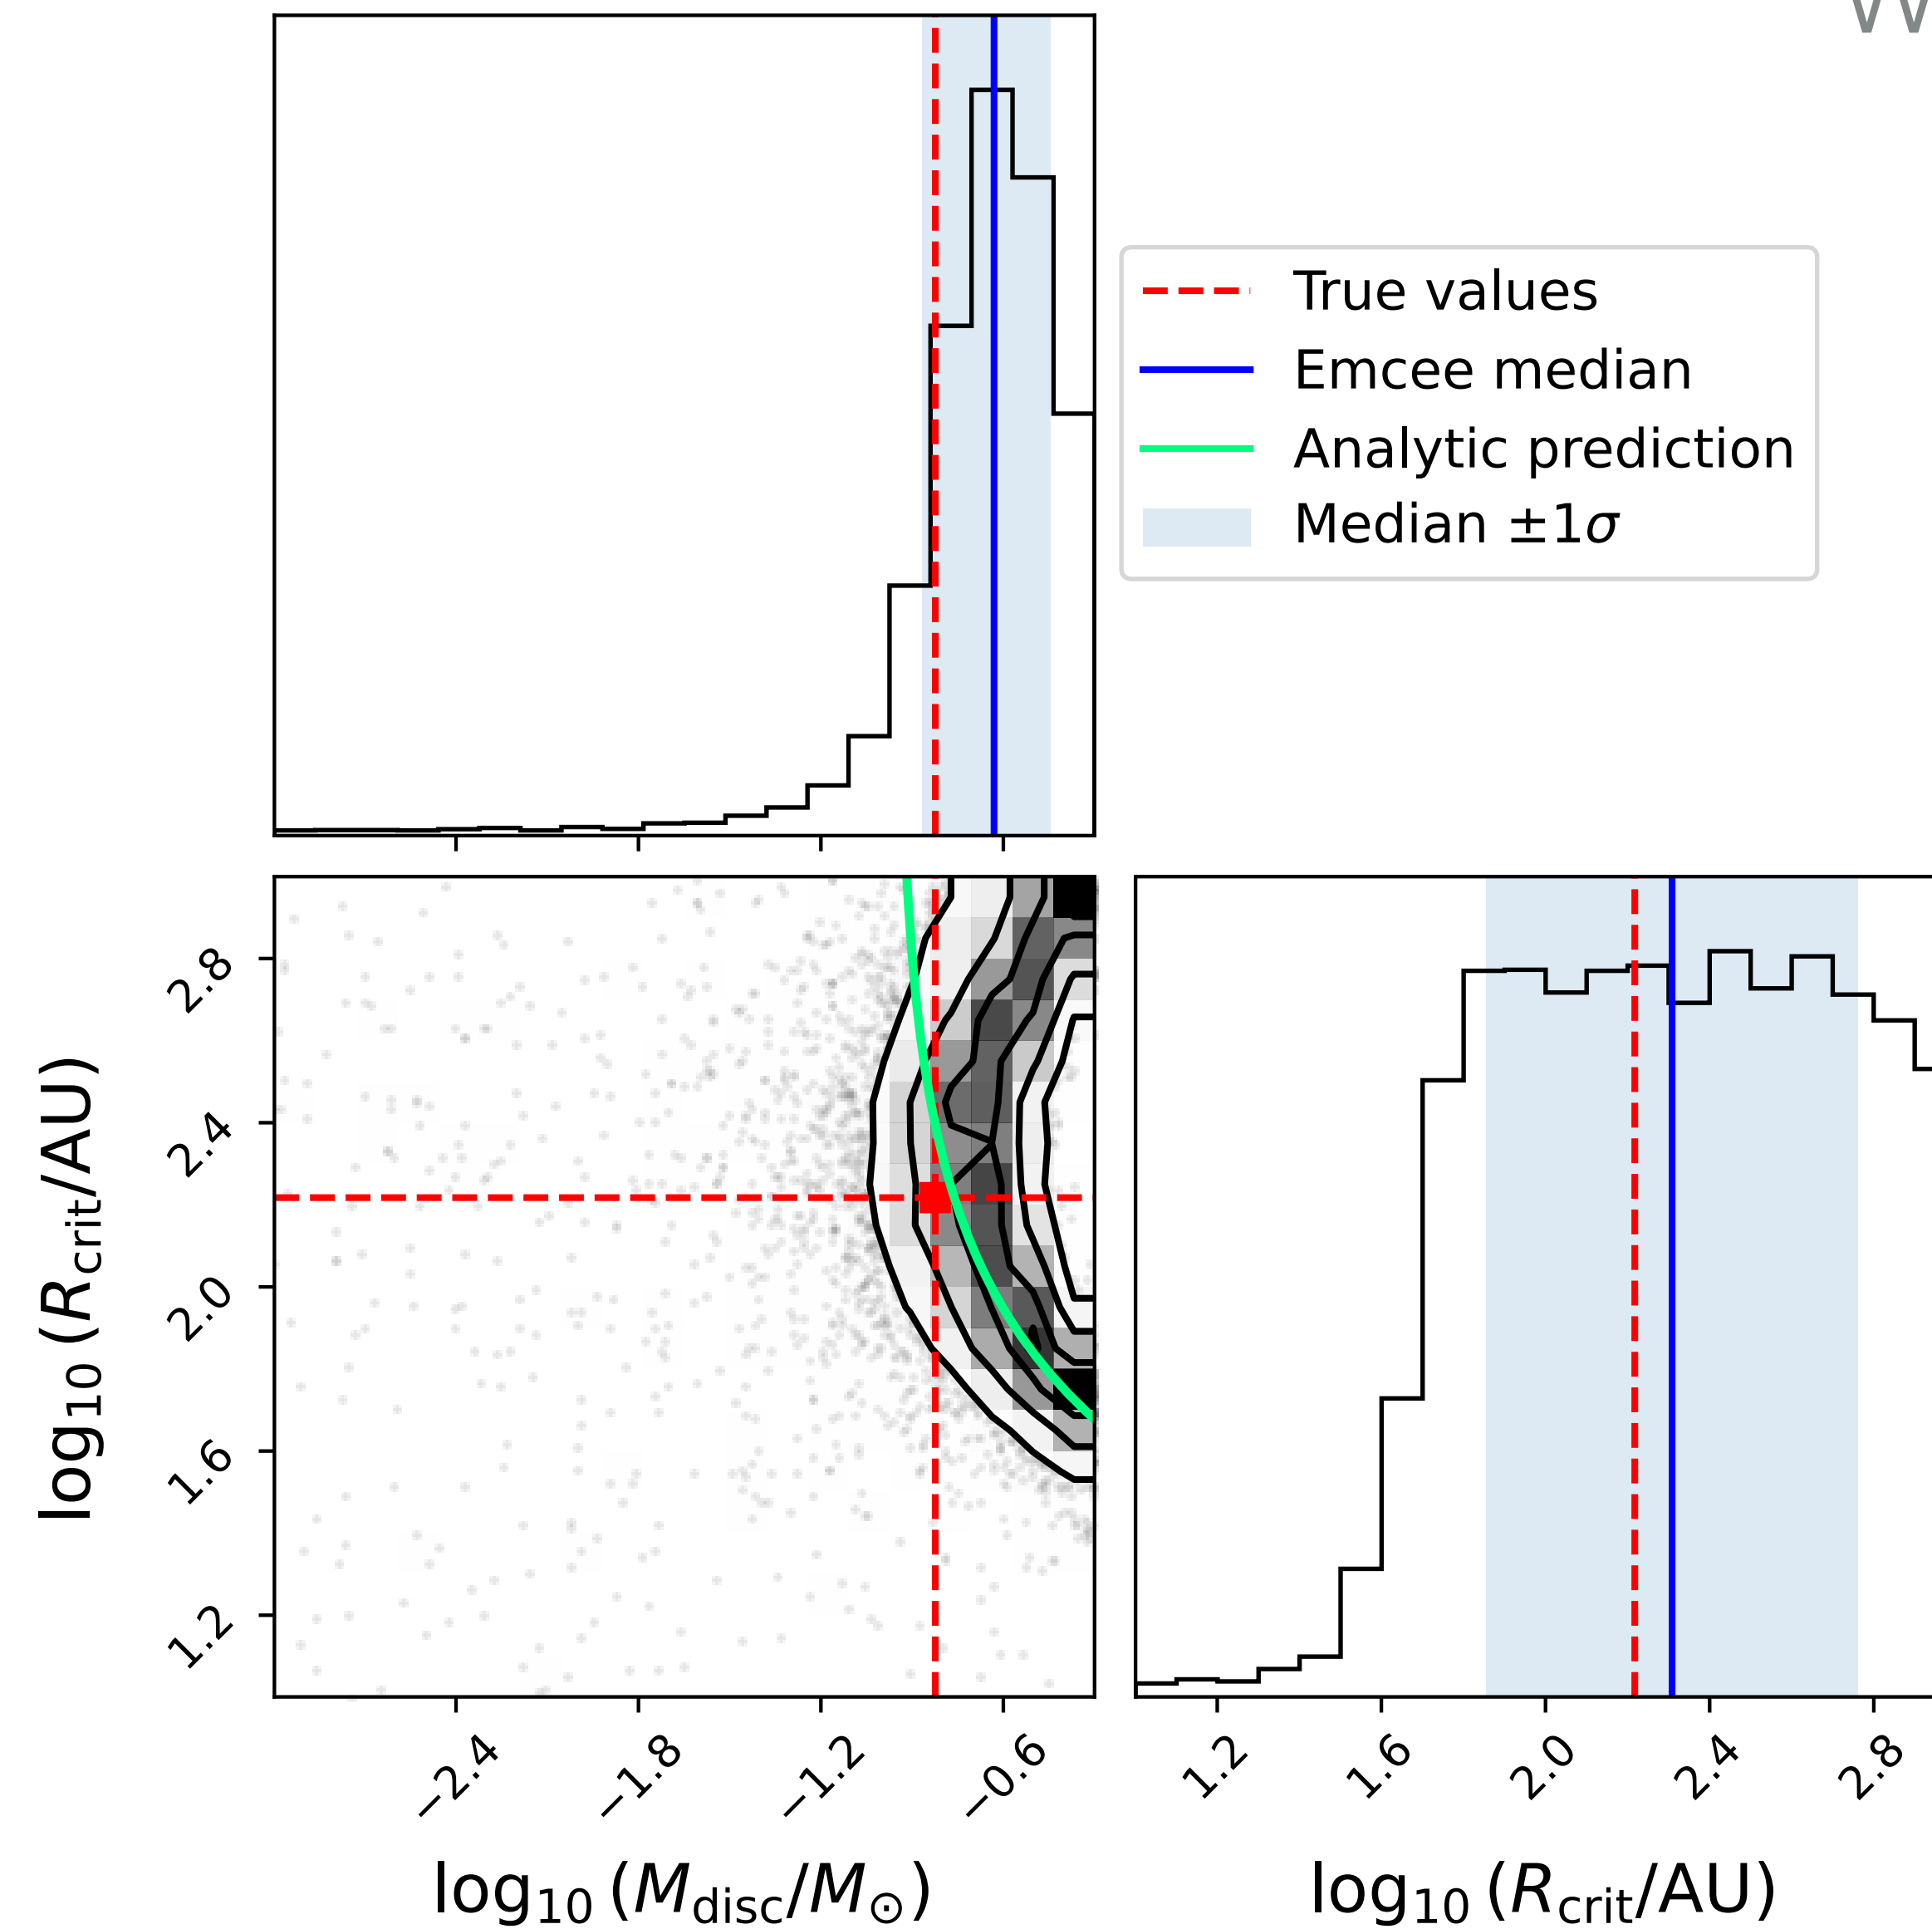 True values
Emcee median
Analytic prediction
Median ±1σ
log₁₀ (R_crit/AU)
2.8
2.4
2.0
1.6
1.2
−2.4
−1.8
−1.2
−0.6
1.2
1.6
2.0
2.4
2.8
log₁₀ (M_disc/M_⊙)
log₁₀ (R_crit/AU)